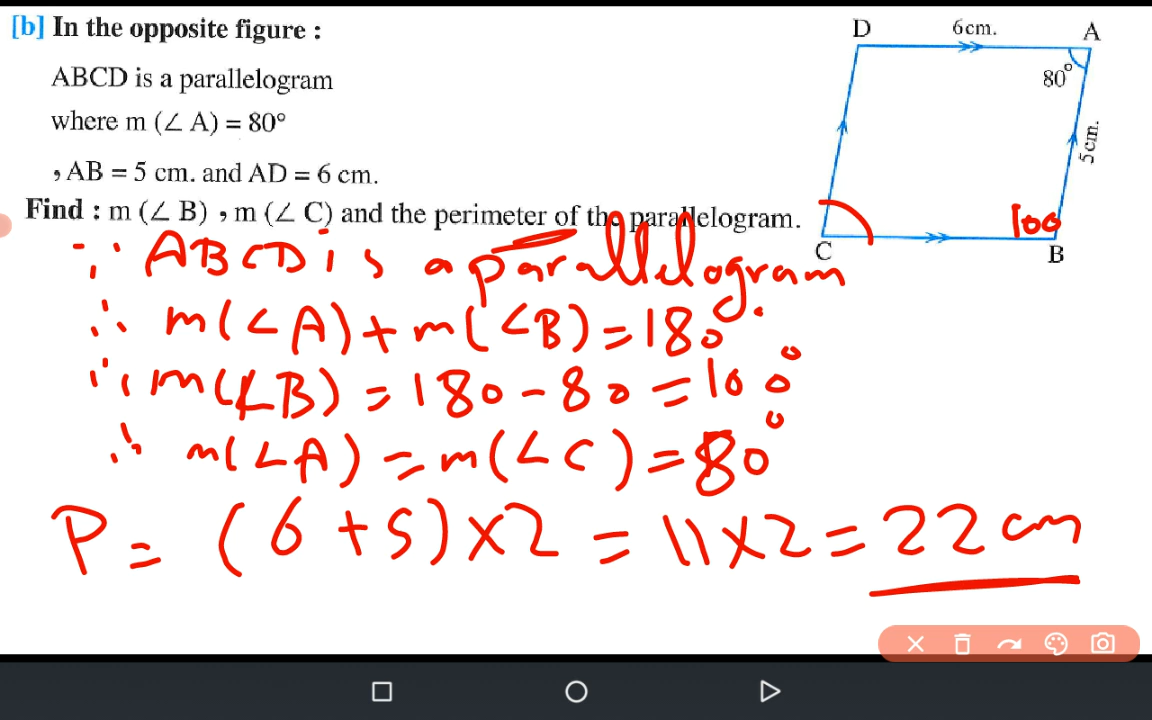 [b] In the opposite figure :
ABCD is a parallelogram
where m (∠ A) = 80°
, AB = 5 cm. and AD = 6 cm.
Find : m (∠ B) , m (∠ C) and the perimeter of the parallelogram.
D 6cm. A
80°
5cm.
100
C B
∵ ABCD is a parallelogram
∴ m(∠A)+m(∠B)=180°
∵ m(∠B)=180-80=100°
∴ m(∠A)=m(∠C)=80°
P=(6+5)×2=11×2=22cm